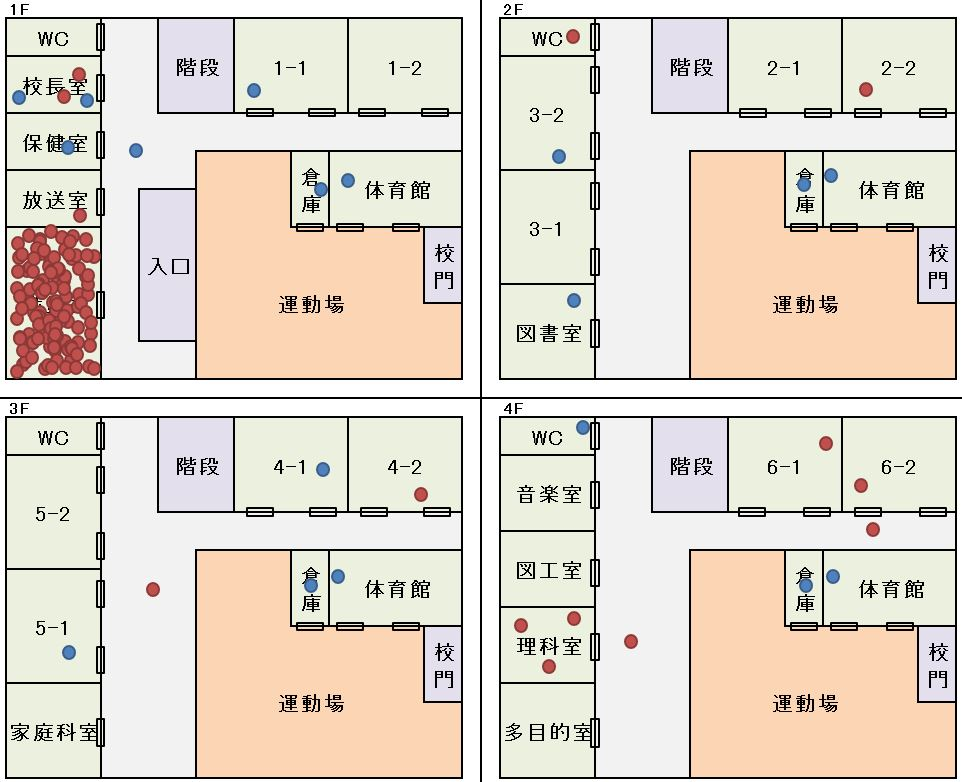 1F
WC
校長室
保健室
放送室
階段
1-1
1-2
倉庫
体育館
入口
校門
運動場
2F
WC
3-2
3-1
図書室
階段
2-1
2-2
倉庫
体育館
校門
運動場
3F
WC
5-2
5-1
家庭科室
階段
4-1
4-2
倉庫
体育館
校門
運動場
4F
WC
音楽室
図工室
理科室
多目的室
階段
6-1
6-2
倉庫
体育館
校門
運動場